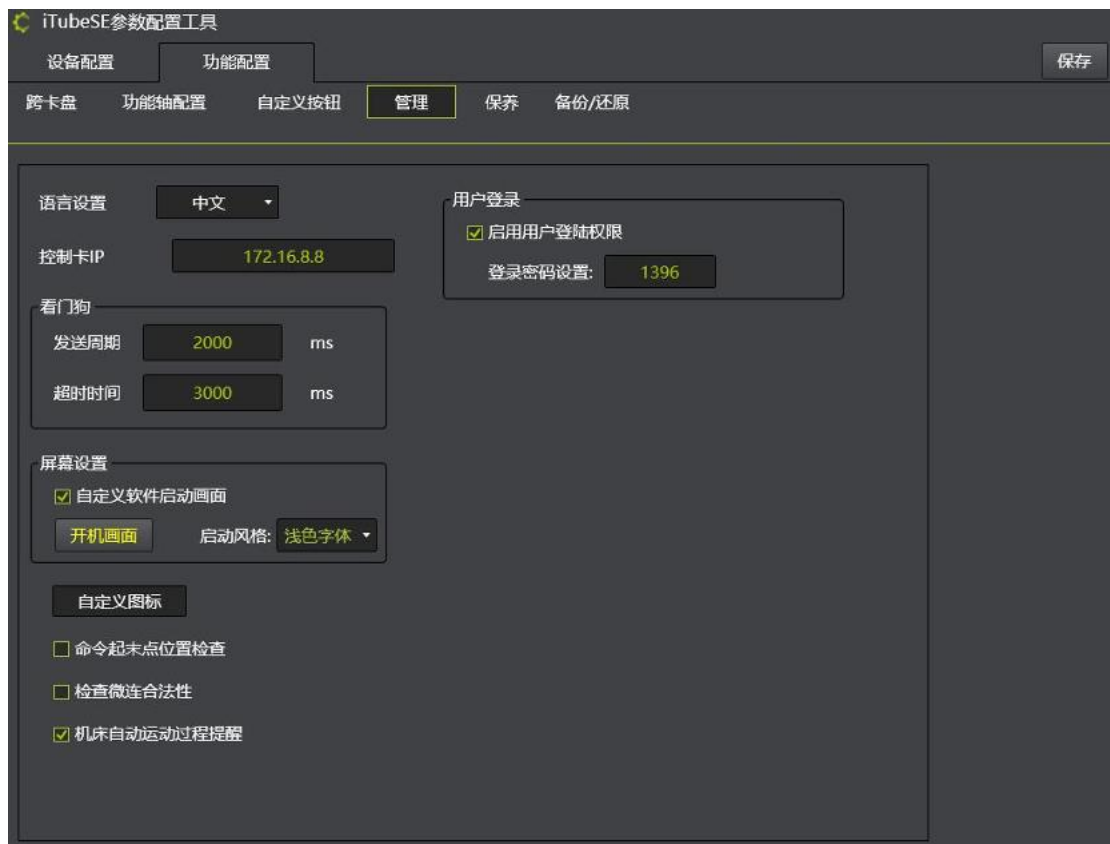 iTubeSE参数配置工具
设备配置 功能配置 保存
跨卡盘 功能轴配置 自定义按钮 管理 保养 备份/还原
语言设置 中文
控制卡IP 172.16.8.8
看门狗
发送周期 2000 ms
超时时间 3000 ms
屏幕设置
自定义软件启动画面
开机画面 启动风格: 浅色字体
自定义图标
命令起末点位置检查
检查微连合法性
机床自动运动过程提醒
用户登录
启用用户登陆权限
登录密码设置: 1396